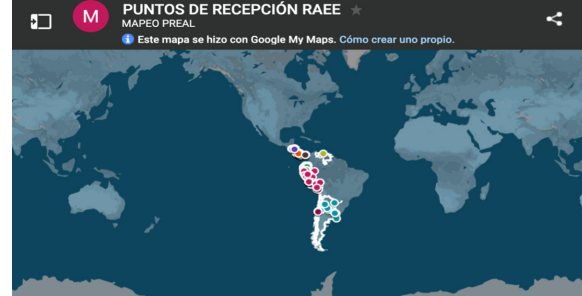 M
PUNTOS DE RECEPCIÓN RAEE
MAPEO PREAL
Este mapa se hizo con Google My Maps. Cómo crear uno propio.